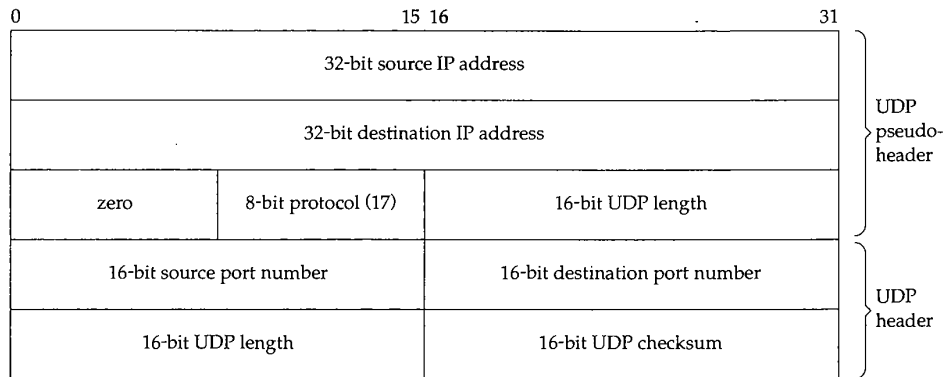 0 15 16 31
32-bit source IP address
32-bit destination IP address
UDP
pseudo-
header
zero 8-bit protocol (17) 16-bit UDP length
16-bit source port number 16-bit destination port number
UDP
header
16-bit UDP length 16-bit UDP checksum